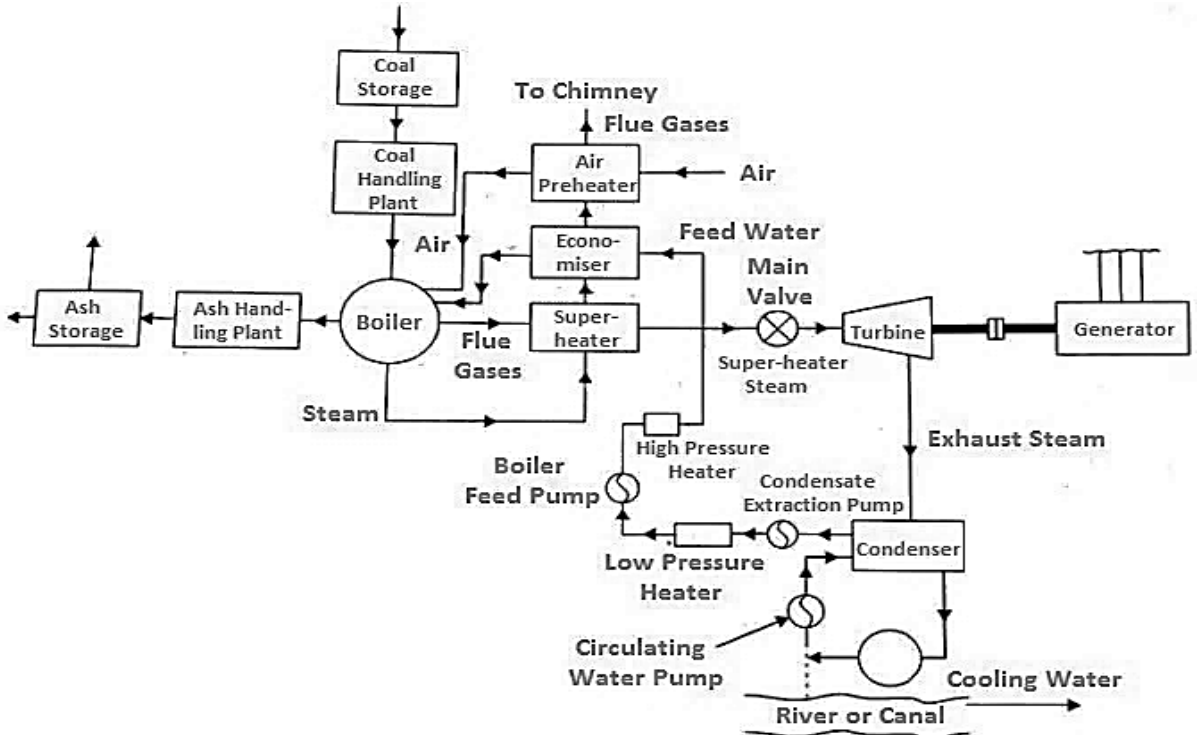 Coal
Storage
To Chimney
Flue Gases
Coal
Handling
Plant
Air
Preheater
Air
Air
Econo-
miser
Feed Water
Main
Valve
Ash
Storage
Ash Hand-
ling Plant
Boiler
Super-
heater
Turbine
Generator
Flue
Gases
Super-heater
Steam
Steam
High Pressure
Heater
Exhaust Steam
Boiler
Feed Pump
Condensate
Extraction Pump
Condenser
Low Pressure
Heater
Circulating
Water Pump
Cooling Water
River or Canal